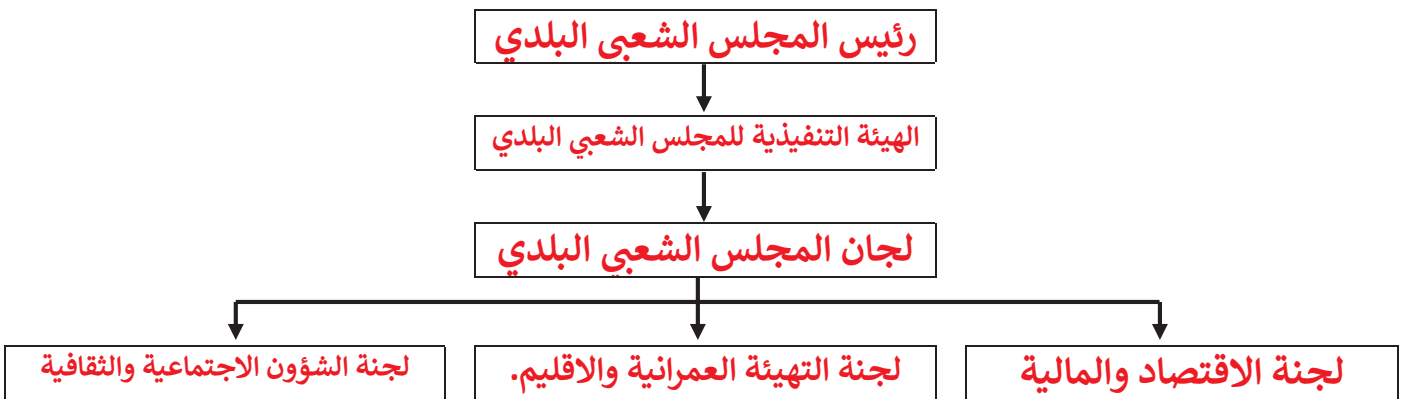 رئيس المجلس الشعبي البلدي
الهيئة التنفيذية للمجلس الشعبي البلدي
لجان المجلس الشعبي البلدي
لجنة الاقتصاد والمالية
لجنة التهيئة العمرانية والاقليم.
لجنة الشؤون الاجتماعية والثقافية